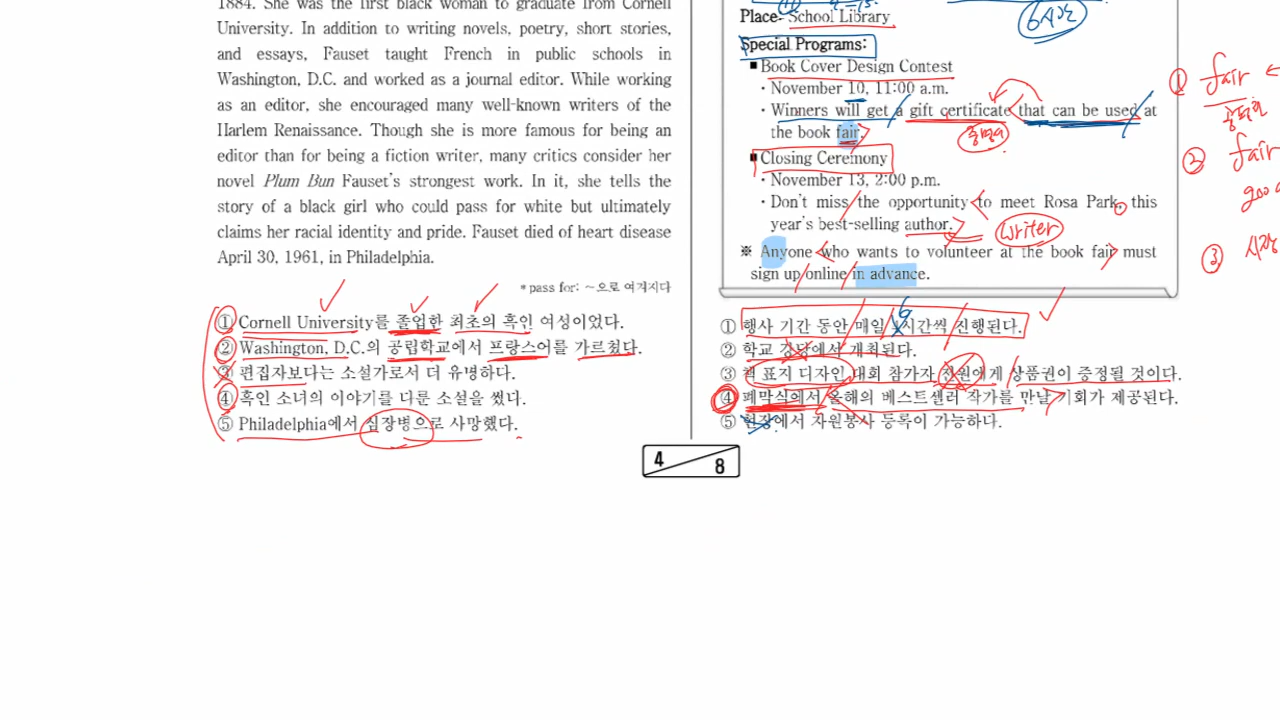 1884. She was the first black woman to graduate from Cornell
University. In addition to writing novels, poetry, short stories,
and essays, Fauset taught French in public schools in
Washington, D.C. and worked as a journal editor. While working
as an editor, she encouraged many well-known writers of the
Harlem Renaissance. Though she is more famous for being an
editor than for being a fiction writer, many critics consider her
novel Plum Bun Fauset's strongest work. In it, she tells the
story of a black girl who could pass for white but ultimately
claims her racial identity and pride. Fauset died of heart disease
April 30, 1961, in Philadelphia.
*pass for: ~으로 여겨지다
① Cornell University를 졸업한 최초의 흑인 여성이었다.
② Washington, D.C.의 공립학교에서 프랑스어를 가르쳤다.
③ 편집자보다는 소설가로서 더 유명하다.
④ 흑인 소녀의 이야기를 다룬 소설을 썼다.
⑤ Philadelphia에서 심장병으로 사망했다.
Place: School Library
6시간
Special Programs:
■ Book Cover Design Contest
· November 10, 11:00 a.m.
· Winners will get a gift certificate that can be used at
the book fair.
증명서
■ Closing Ceremony
· November 13, 2:00 p.m.
· Don't miss the opportunity to meet Rosa Park, this
year's best-selling author.
writer
※ Anyone who wants to volunteer at the book fair must
sign up online in advance.
① 행사 기간 동안 매일 시간씩 진행된다.
② 학교 강당에서 개최된다.
③ 책 표지 디자인 대회 참가자 전원에게 상품권이 증정될 것이다.
④ 폐막식에서 올해의 베스트셀러 작가를 만날 기회가 제공된다.
⑤ 현장에서 자원봉사 등록이 가능하다.
① fair
공평한
② fair
③
4
8